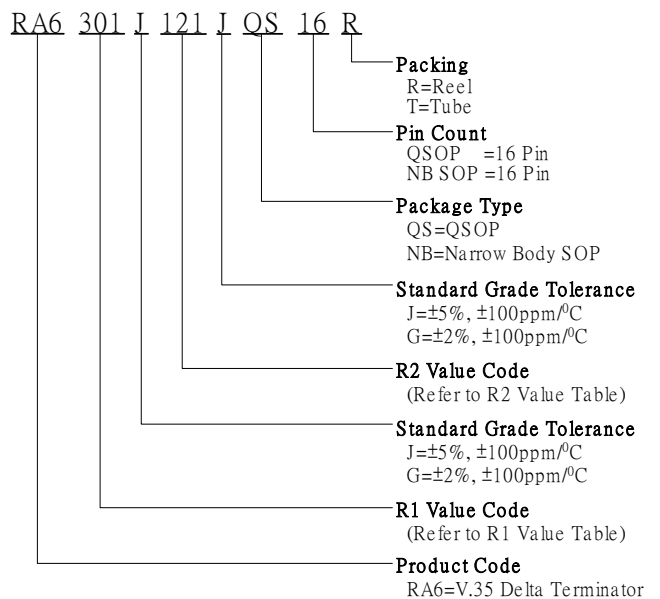 RA6 301 J 121 J QS 16 R
Packing
R=Reel
T=Tube
Pin Count
QSOP =16 Pin
NB SOP =16 Pin
Package Type
QS=QSOP
NB=Narrow Body SOP
Standard Grade Tolerance
J=±5%, ±100ppm/⁰C
G=±2%, ±100ppm/⁰C
R2 Value Code
(Refer to R2 Value Table)
Standard Grade Tolerance
J=±5%, ±100ppm/⁰C
G=±2%, ±100ppm/⁰C
R1 Value Code
(Refer to R1 Value Table)
Product Code
RA6=V.35 Delta Terminator